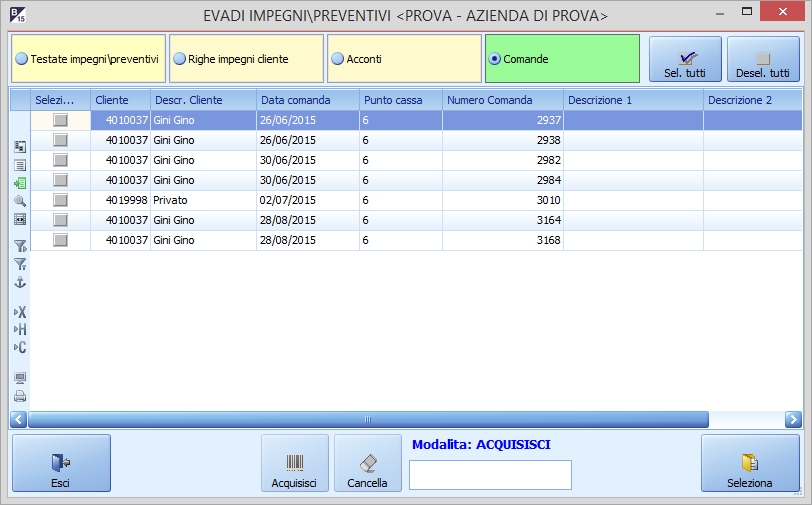 B
15
EVADI IMPEGNI\PREVENTIVI <PROVA - AZIENDA DI PROVA>
Testate impegni\preventivi Righe impegni cliente Acconti Comande Sel. tutti Desel. tutti
Selezi... Cliente Descr. Cliente Data comanda Punto cassa Numero Comanda Descrizione 1 Descrizione 2
4010037 Gini Gino 26/06/2015 6 2937
4010037 Gini Gino 26/06/2015 6 2938
4010037 Gini Gino 30/06/2015 6 2982
4010037 Gini Gino 30/06/2015 6 2984
4019998 Privato 02/07/2015 6 3010
4010037 Gini Gino 28/08/2015 6 3164
4010037 Gini Gino 28/08/2015 6 3168
X
H
C
Modalita: ACQUISISCI
Esci Acquisisci Cancella Seleziona